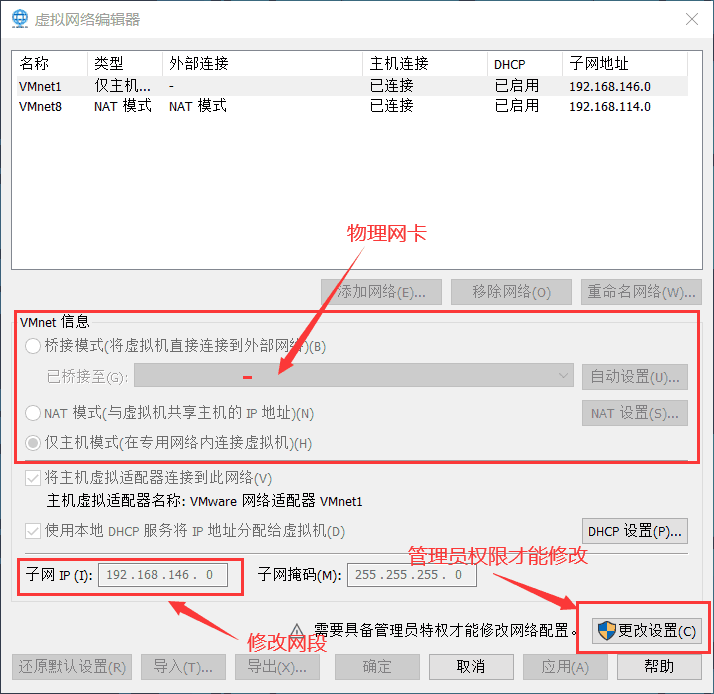 虚拟网络编辑器
名称 类型 外部连接 主机连接 DHCP 子网地址
VMnet1 仅主机... - 已连接 已启用 192.168.146.0
VMnet8 NAT 模式 NAT 模式 已连接 已启用 192.168.114.0
物理网卡
添加网络(E)... 移除网络(O) 重命名网络(W)...
VMnet 信息
桥接模式(将虚拟机直接连接到外部网络)(B)
已桥接至(G): 自动设置(U)...
NAT 模式(与虚拟机共享主机的 IP 地址)(N) NAT 设置(S)...
仅主机模式(在专用网络内连接虚拟机)(H)
将主机虚拟适配器连接到此网络(V)
主机虚拟适配器名称: VMware 网络适配器 VMnet1
使用本地 DHCP 服务将 IP 地址分配给虚拟机(D) DHCP 设置(P)...
管理员权限才能修改
子网 IP (I): 192.168.146. 0 子网掩码(M): 255.255.255. 0
修改网段
需要具备管理员特权才能修改网络配置。 更改设置(C)
还原默认设置(R) 导入(T)... 导出(X)... 确定 取消 应用(A) 帮助